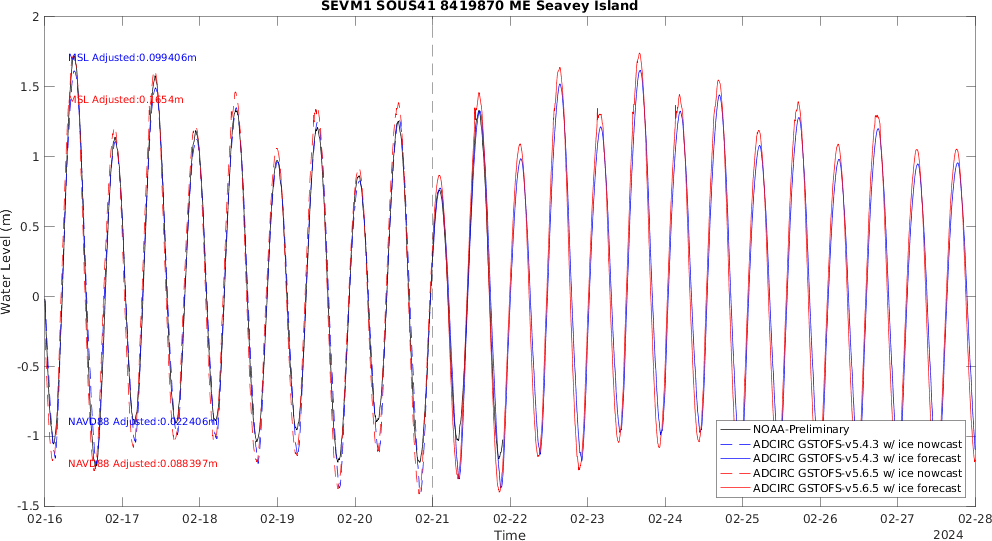 SEVM1 SOUS41 8419870 ME Seavey Island
2
1.5
1
0.5
0
-0.5
-1
-1.5
Water Level (m)
MSL Adjusted:0.099406m
MSL Adjusted:0.1654m
NAVD88 Adjusted:0.022406m
NAVD88 Adjusted:0.088397m
NOAA-Preliminary
ADCIRC GSTOFS-v5.4.3 w/ ice nowcast
ADCIRC GSTOFS-v5.4.3 w/ ice forecast
ADCIRC GSTOFS-v5.6.5 w/ ice nowcast
ADCIRC GSTOFS-v5.6.5 w/ ice forecast
02-16 02-17 02-18 02-19 02-20 02-21 02-22 02-23 02-24 02-25 02-26 02-27 02-28
Time
2024